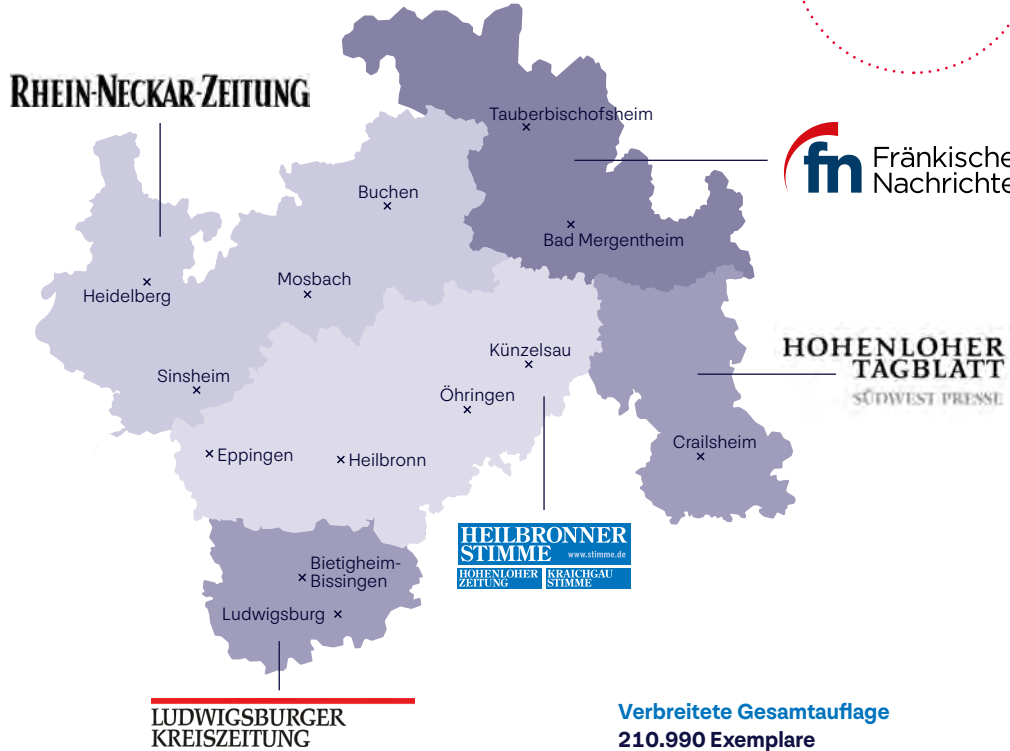 RHEIN-NECKAR-ZEITUNG
Tauberbischofsheim
fn Fränkische
Nachrichte
Buchen
Bad Mergentheim
Mosbach
Heidelberg
HOHENLOHER
TAGBLATT
SÜDWEST PRESSE
Künzelsau
Sinsheim
Öhringen
Crailsheim
Eppingen
Heilbronn
HEILBRONNER
STIMME www.stimme.de
HOHENLOHER
ZEITUNG
KRAICHGAU
STIMME
Bietigheim-
Bissingen
Ludwigsburg
LUDWIGSBURGER
KREISZEITUNG
Verbreitete Gesamtauflage
210.990 Exemplare